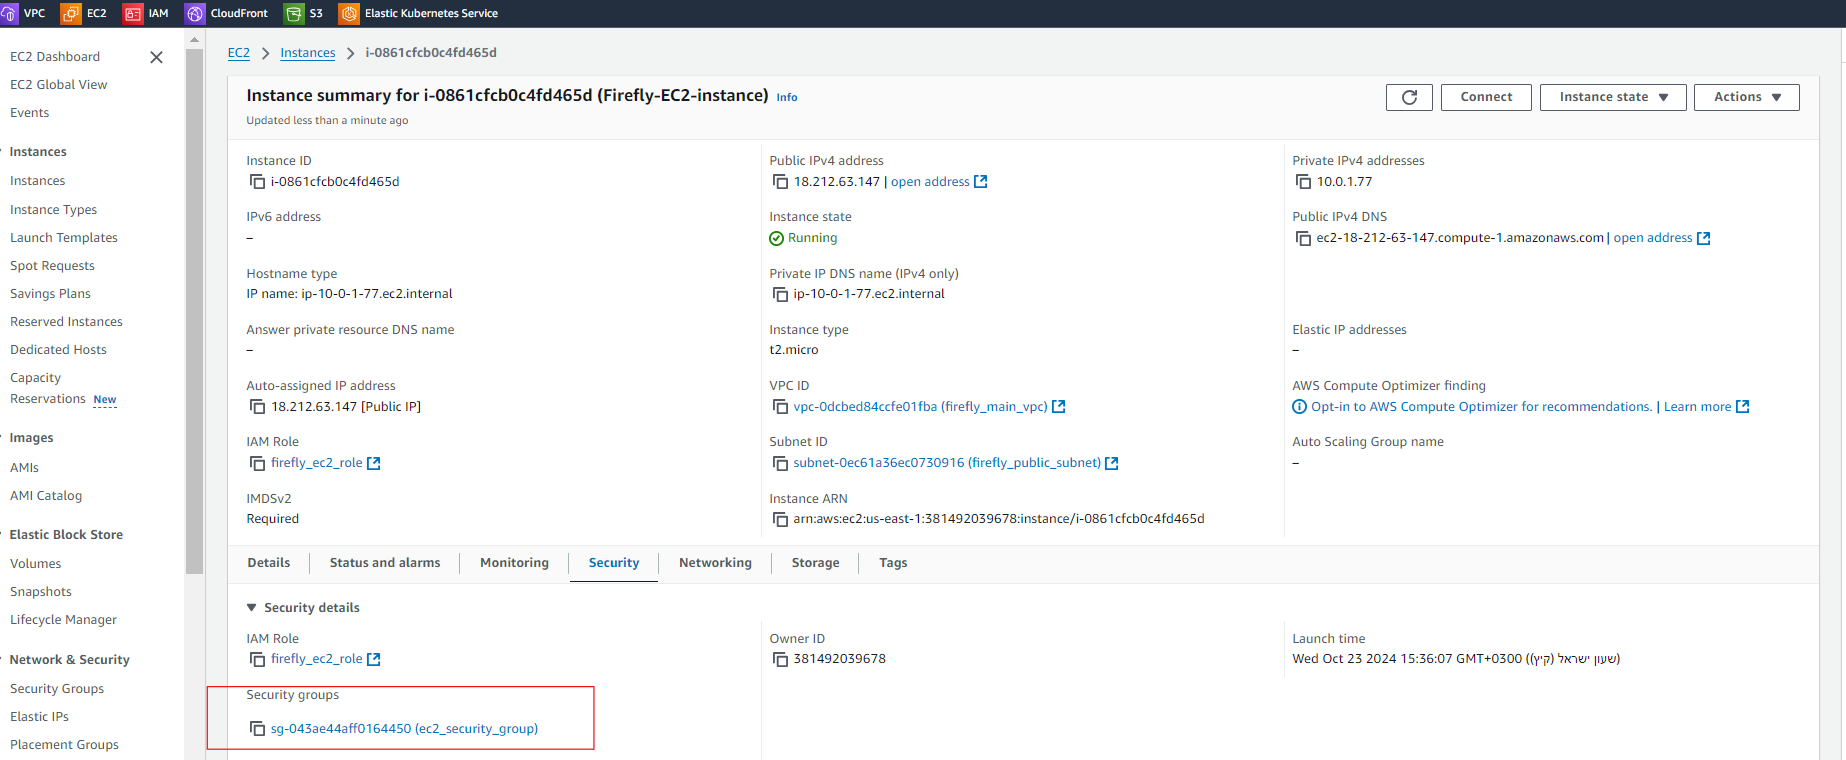 VPC EC2 IAM CloudFront S3 Elastic Kubernetes Service
EC2 Dashboard
EC2 Global View
Events
Instances
Instances
Instance Types
Launch Templates
Spot Requests
Savings Plans
Reserved Instances
Dedicated Hosts
Capacity
Reservations New
Images
AMIs
AMI Catalog
Elastic Block Store
Volumes
Snapshots
Lifecycle Manager
Network & Security
Security Groups
Elastic IPs
Placement Groups
EC2 > Instances > i-0861cfcb0c4fd465d
Instance summary for i-0861cfcb0c4fd465d (Firefly-EC2-instance) Info
Updated less than a minute ago
Connect
Instance state
Actions
Instance ID
i-0861cfcb0c4fd465d
Public IPv4 address
18.212.63.147 | open address
Private IPv4 addresses
10.0.1.77
IPv6 address
–
Instance state
Running
Public IPv4 DNS
ec2-18-212-63-147.compute-1.amazonaws.com | open address
Hostname type
IP name: ip-10-0-1-77.ec2.internal
Private IP DNS name (IPv4 only)
ip-10-0-1-77.ec2.internal
Answer private resource DNS name
–
Instance type
t2.micro
Elastic IP addresses
–
Auto-assigned IP address
18.212.63.147 [Public IP]
VPC ID
vpc-0dcbed84ccfe01fba (firefly_main_vpc)
AWS Compute Optimizer finding
Opt-in to AWS Compute Optimizer for recommendations. | Learn more
IAM Role
firefly_ec2_role
Subnet ID
subnet-0ec61a36ec0730916 (firefly_public_subnet)
Auto Scaling Group name
–
IMDSv2
Required
Instance ARN
arn:aws:ec2:us-east-1:381492039678:instance/i-0861cfcb0c4fd465d
Details
Status and alarms
Monitoring
Security
Networking
Storage
Tags
Security details
IAM Role
firefly_ec2_role
Owner ID
381492039678
Launch time
Wed Oct 23 2024 15:36:07 GMT+0300 (שעון ישראל (קיץ))
Security groups
sg-043ae44aff0164450 (ec2_security_group)